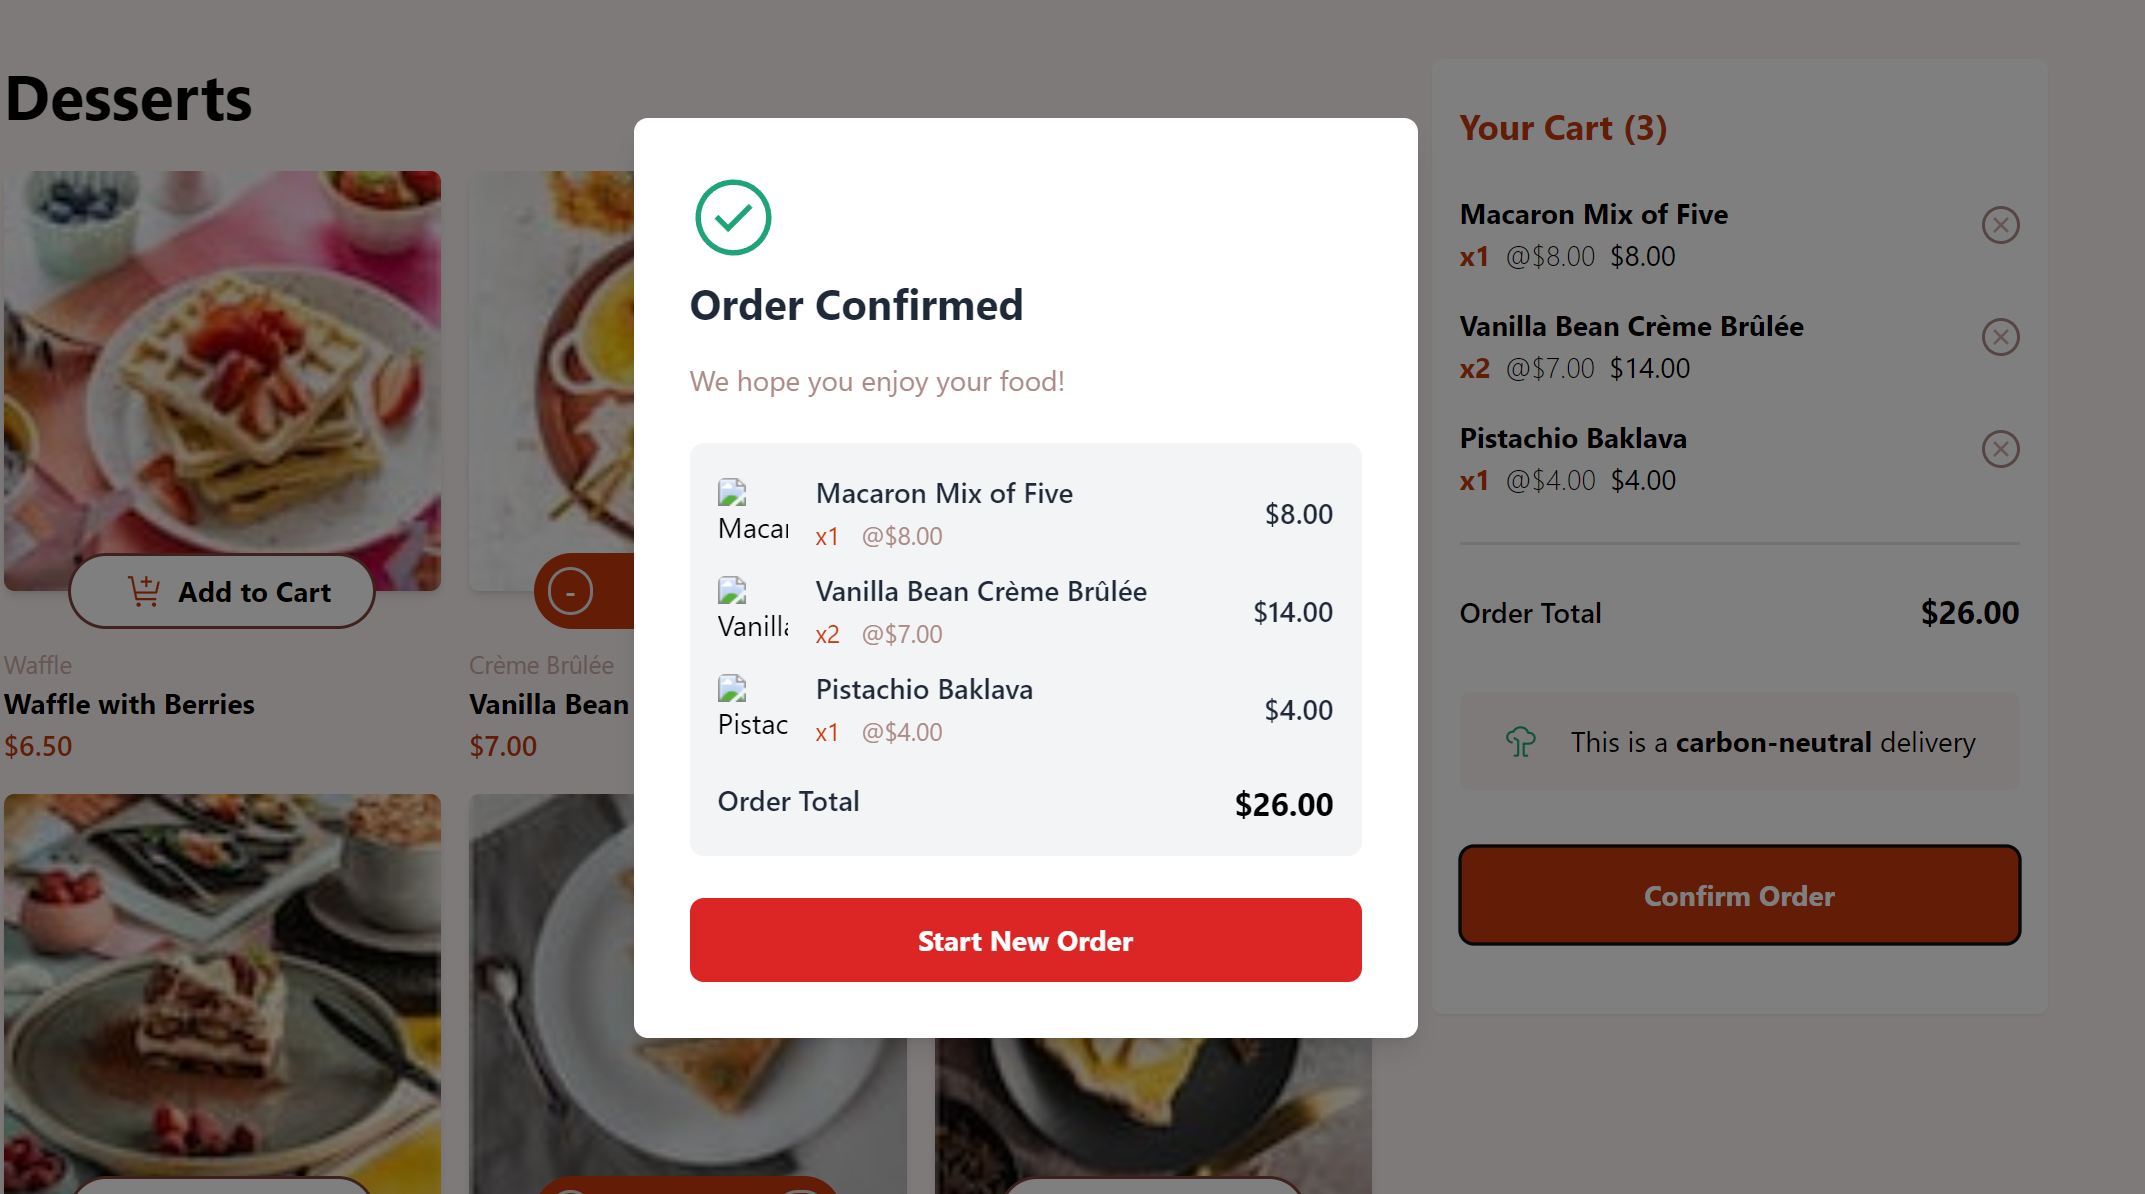 Desserts
Add to Cart
Waffle
Waffle with Berries
$6.50
-
Crème Brûlée
Vanilla Bean
$7.00
Order Confirmed
We hope you enjoy your food!
Macaron Mix of Five
x1 @$8.00
$8.00
Vanilla Bean Crème Brûlée
x2 @$7.00
$14.00
Pistachio Baklava
x1 @$4.00
$4.00
Order Total
$26.00
Start New Order
Your Cart (3)
Macaron Mix of Five
x1 @$8.00 $8.00
Vanilla Bean Crème Brûlée
x2 @$7.00 $14.00
Pistachio Baklava
x1 @$4.00 $4.00
Order Total
$26.00
This is a carbon-neutral delivery
Confirm Order